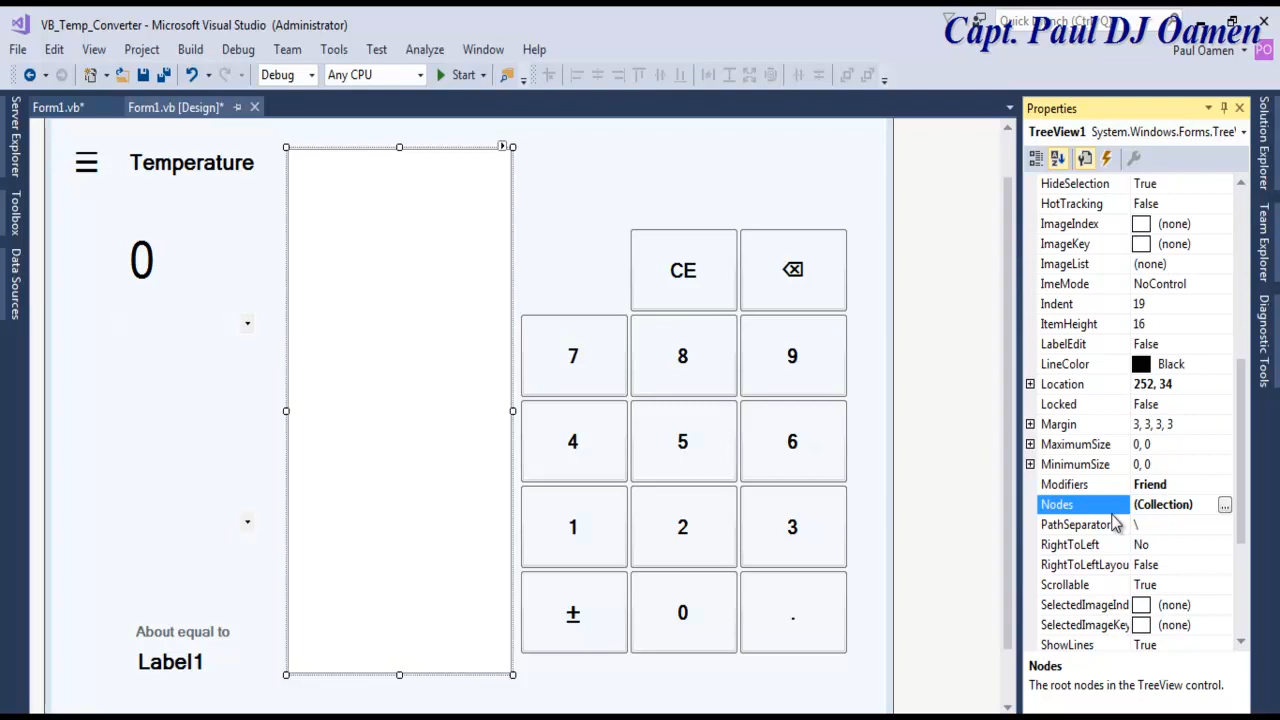 VB_Temp_Converter - Microsoft Visual Studio (Administrator)
Quick Launch (Ctrl+Q)
Capt. Paul DJ Oamen
File Edit View Project Build Debug Team Tools Test Analyze Window Help
Paul Oamen
PO
Debug Any CPU Start
Form1.vb* Form1.vb [Design]*
Server Explorer
Toolbox
Data Sources
Temperature
0
CE
7 8 9
4 5 6
1 2 3
± 0 .
About equal to
Label1
Properties
TreeView1 System.Windows.Forms.Tree
HideSelection True
HotTracking False
ImageIndex (none)
ImageKey (none)
ImageList (none)
ImeMode NoControl
Indent 19
ItemHeight 16
LabelEdit False
LineColor Black
Location 252, 34
Locked False
Margin 3, 3, 3, 3
MaximumSize 0, 0
MinimumSize 0, 0
Modifiers Friend
Nodes (Collection) ...
PathSeparator \
RightToLeft No
RightToLeftLayou False
Scrollable True
SelectedImageInd (none)
SelectedImageKey (none)
ShowLines True
Nodes
The root nodes in the TreeView control.
Solution Explorer
Team Explorer
Diagnostic Tools